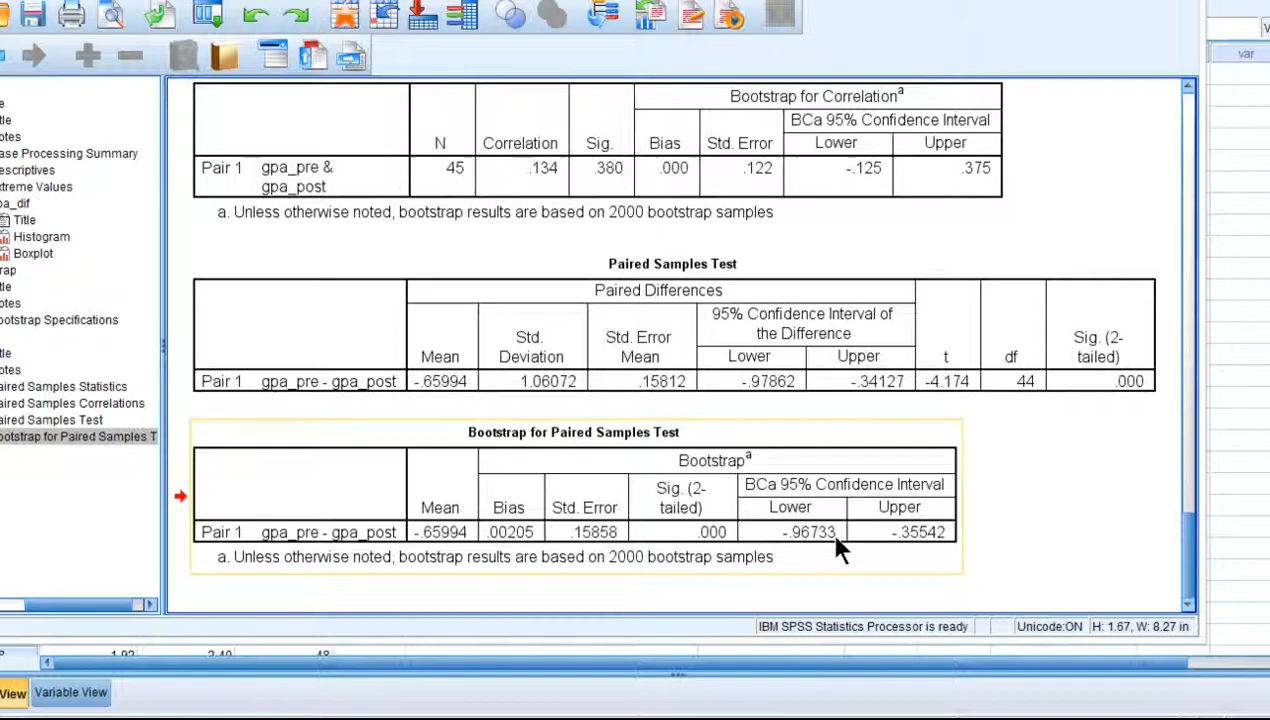 V
var
le
tle
otes
ase Processing Summary
escriptives
xtreme Values
pa_dif
Title
Histogram
Boxplot
rap
tle
otes
ootstrap Specifications
tle
otes
aired Samples Statistics
aired Samples Correlations
aired Samples Test
ootstrap for Paired Samples T
Bootstrap for Correlation a
BCa 95% Confidence Interval
N Correlation Sig. Bias Std. Error Lower Upper
Pair 1 gpa_pre & 45 .134 .380 .000 .122 -.125 .375
gpa_post
a. Unless otherwise noted, bootstrap results are based on 2000 bootstrap samples
Paired Samples Test
Paired Differences
95% Confidence Interval of
the Difference
Std. Std. Error Sig. (2-
Mean Deviation Mean Lower Upper t df tailed)
Pair 1 gpa_pre - gpa_post -.65994 1.06072 .15812 -.97862 -.34127 -4.174 44 .000
Bootstrap for Paired Samples Test
Bootstrap a
Sig. (2- BCa 95% Confidence Interval
Mean Bias Std. Error tailed) Lower Upper
Pair 1 gpa_pre - gpa_post -.65994 .00205 .15858 .000 -.96733 -.35542
a. Unless otherwise noted, bootstrap results are based on 2000 bootstrap samples
IBM SPSS Statistics Processor is ready Unicode:ON H: 1.67, W: 8.27 in
View Variable View